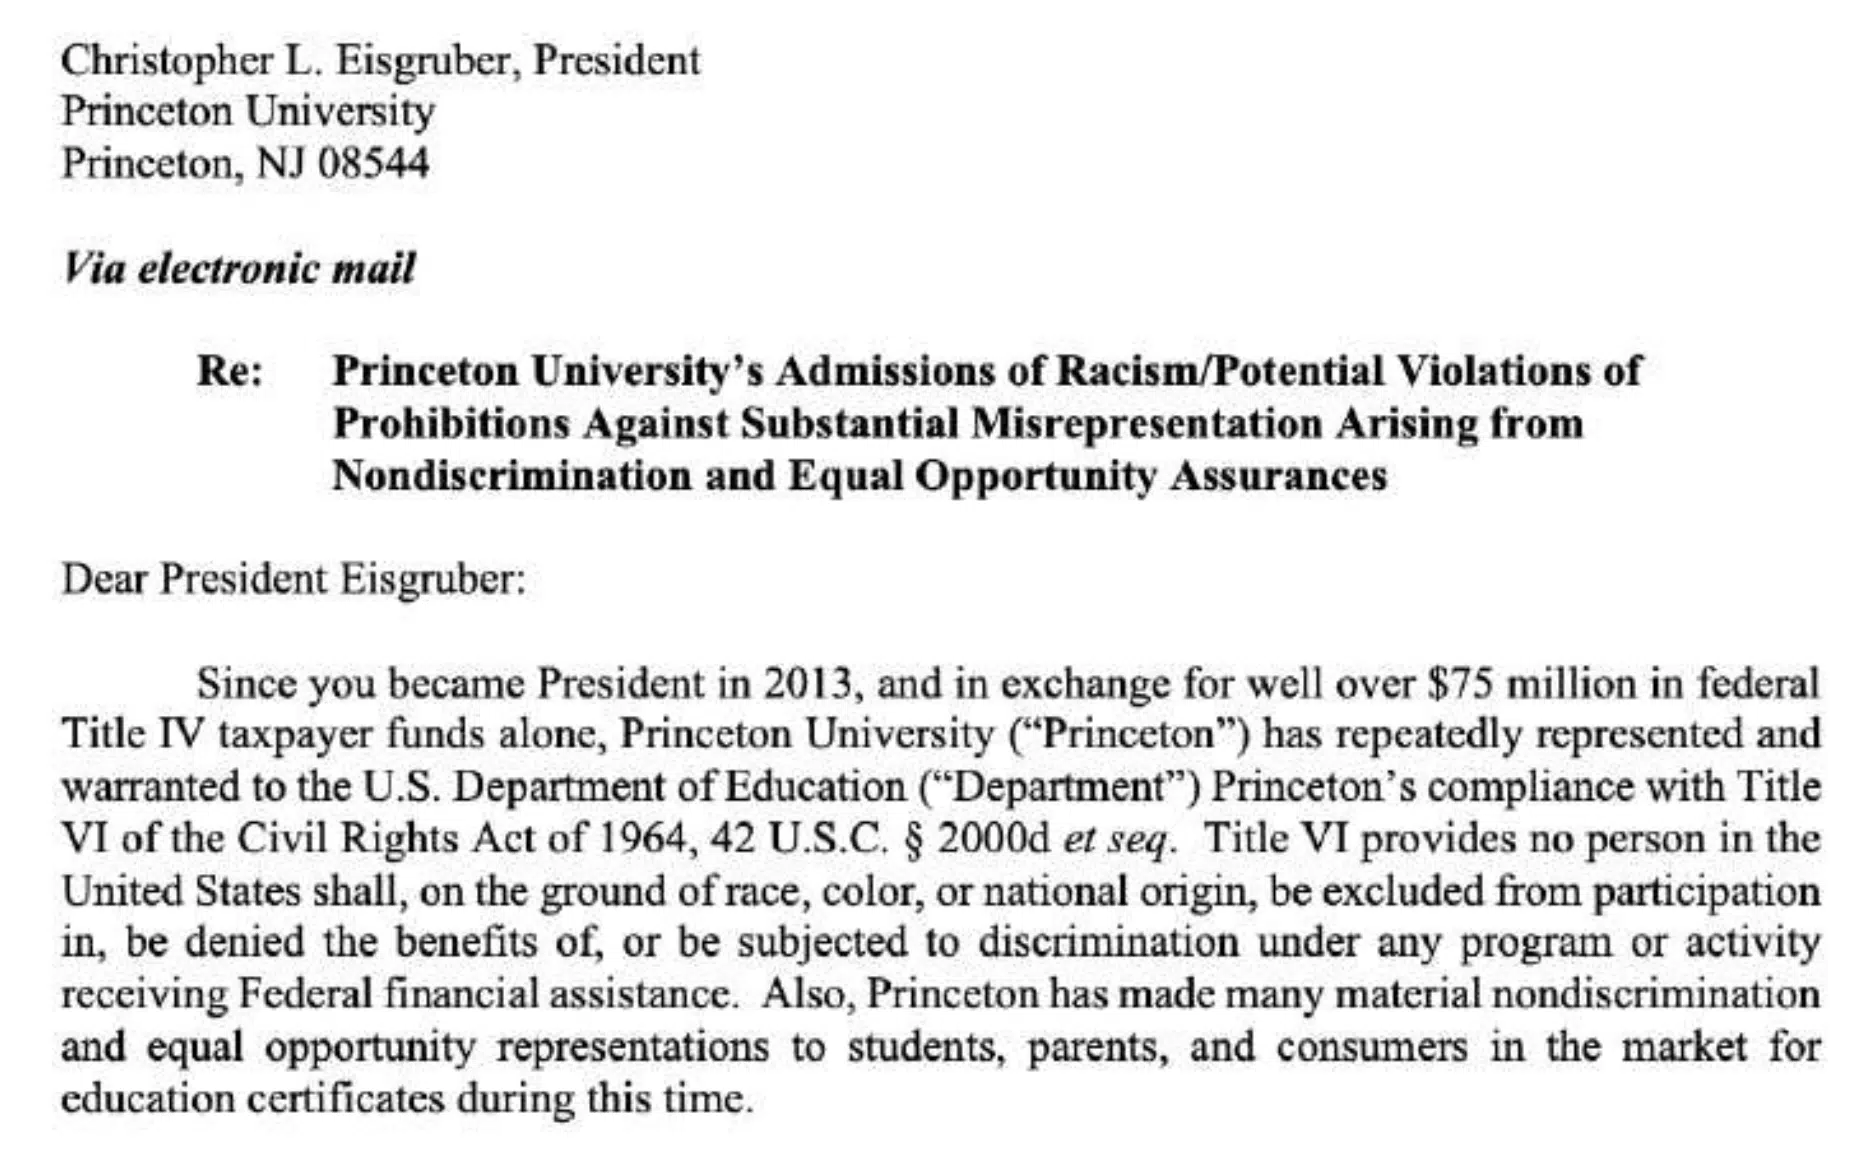 Christopher L. Eisgruber, President
Princeton University
Princeton, NJ 08544
Via electronic mail
Re: Princeton University's Admissions of Racism/Potential Violations of
Prohibitions Against Substantial Misrepresentation Arising from
Nondiscrimination and Equal Opportunity Assurances
Dear President Eisgruber:
Since you became President in 2013, and in exchange for well over $75 million in federal
Title IV taxpayer funds alone, Princeton University (“Princeton”) has repeatedly represented and
warranted to the U.S. Department of Education (“Department”) Princeton’s compliance with Title
VI of the Civil Rights Act of 1964, 42 U.S.C. § 2000d et seq. Title VI provides no person in the
United States shall, on the ground of race, color, or national origin, be excluded from participation
in, be denied the benefits of, or be subjected to discrimination under any program or activity
receiving Federal financial assistance. Also, Princeton has made many material nondiscrimination
and equal opportunity representations to students, parents, and consumers in the market for
education certificates during this time.